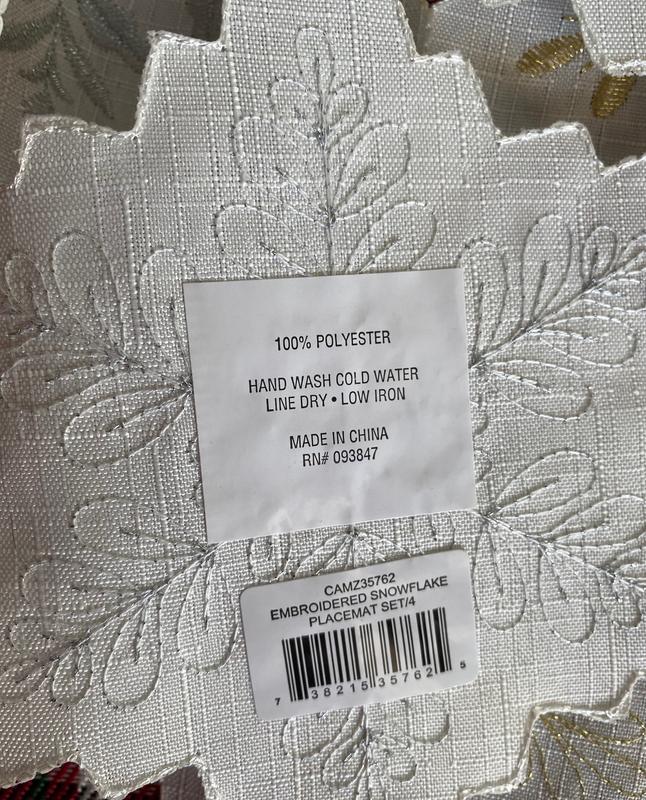 100% POLYESTER
HAND WASH COLD WATER
LINE DRY • LOW IRON
MADE IN CHINA
RN# 093847
CAMZ35762
EMBROIDERED SNOWFLAKE
PLACEMAT SET/4
7 38215 35762 5